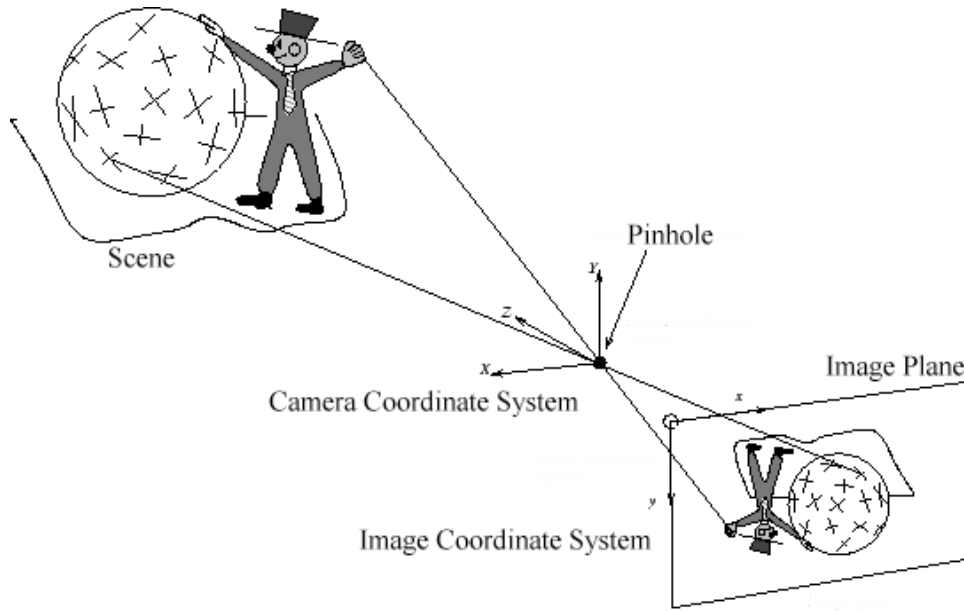 Scene
Pinhole
Y
Z
X
Camera Coordinate System
Image Plane
x
y
Image Coordinate System